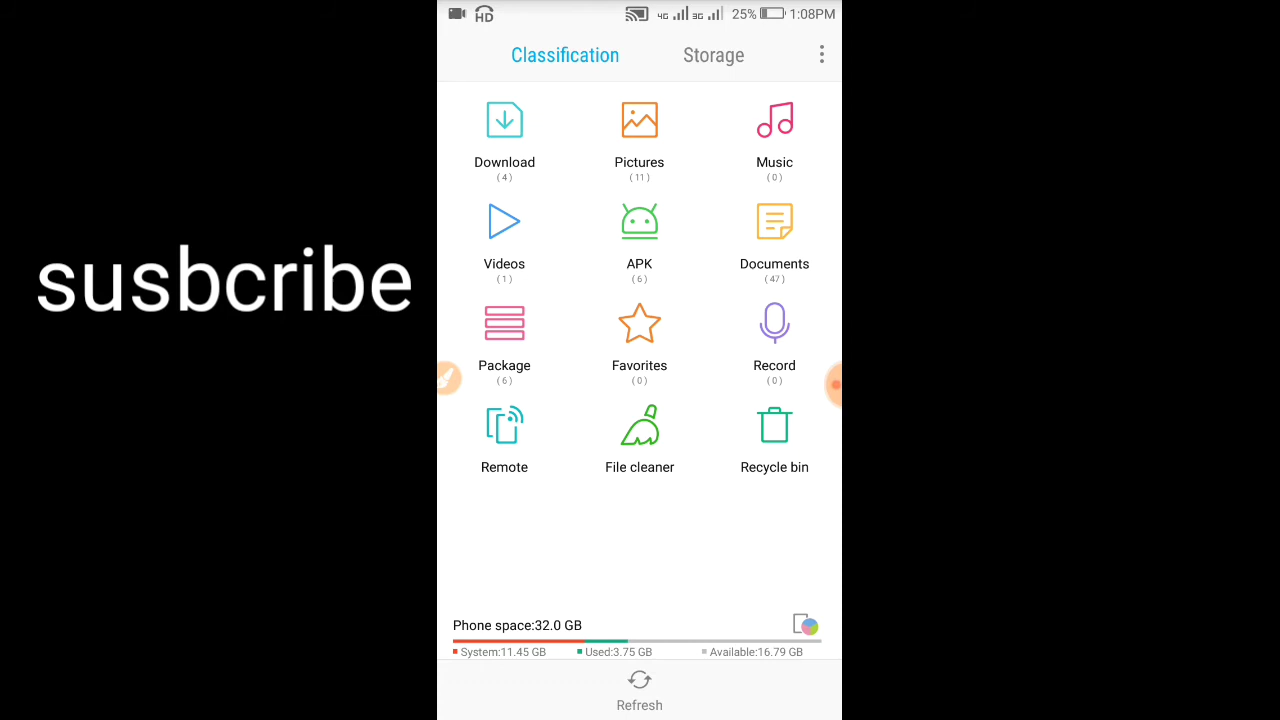 HD 4G 3G 25% 1:08PM
Classification Storage
susbcribe
Download Pictures Music
(4) (11) (0)
Videos APK Documents
(1) (6) (47)
Package Favorites Record
(6) (0) (0)
Remote File cleaner Recycle bin
Phone space:32.0 GB
System:11.45 GB Used:3.75 GB Available:16.79 GB
Refresh